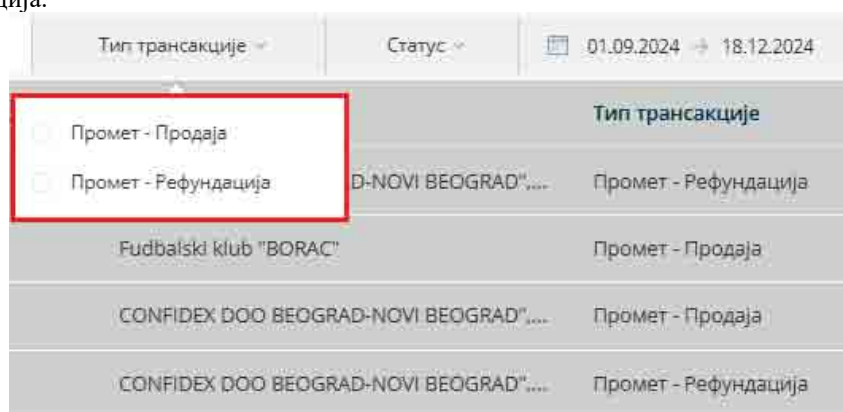 ција.
Тип трансакције Статус 01.09.2024 → 18.12.2024
Тип трансакције
Промет - Продаја
Промет - Рефундација D-NOVI BEOGRAD",... Промет - Рефундација
Fudbalski klub "BORAC" Промет - Продаја
CONFIDEX DOO BEOGRAD-NOVI BEOGRAD",... Промет - Продаја
CONFIDEX DOO BEOGRAD-NOVI BEOGRAD",... Промет - Рефундација